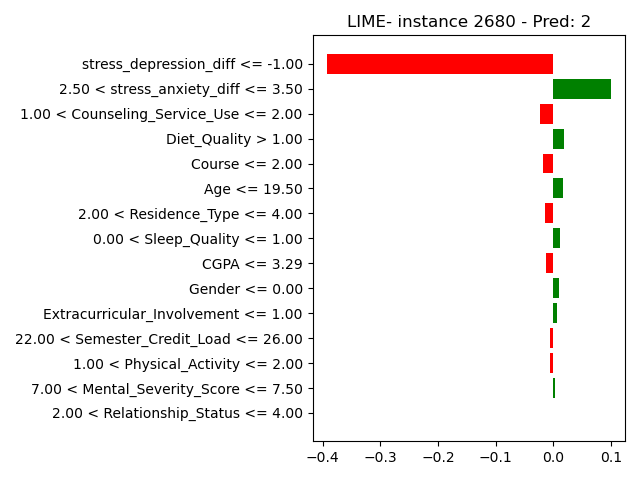 LIME- instance 2680 - Pred: 2
stress_depression_diff <= -1.00
2.50 < stress_anxiety_diff <= 3.50
1.00 < Counseling_Service_Use <= 2.00
Diet_Quality > 1.00
Course <= 2.00
Age <= 19.50
2.00 < Residence_Type <= 4.00
0.00 < Sleep_Quality <= 1.00
CGPA <= 3.29
Gender <= 0.00
Extracurricular_Involvement <= 1.00
22.00 < Semester_Credit_Load <= 26.00
1.00 < Physical_Activity <= 2.00
7.00 < Mental_Severity_Score <= 7.50
2.00 < Relationship_Status <= 4.00
−0.4 −0.3 −0.2 −0.1 0.0 0.1